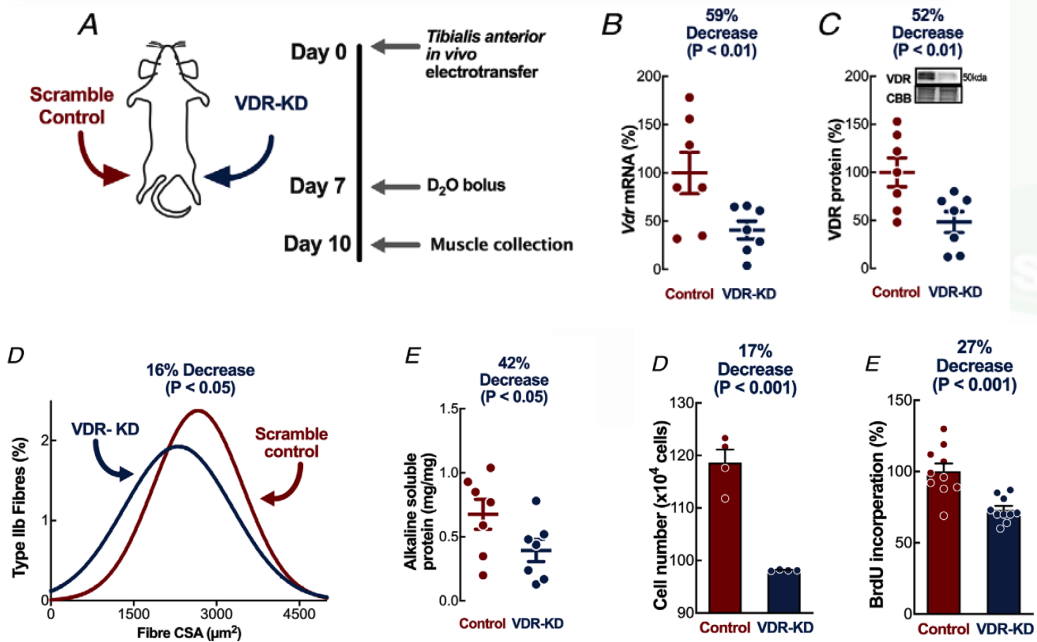 A
Scramble
Control
VDR-KD
Day 0
Tibialis anterior
in vivo
electrotransfer
Day 7
D₂O bolus
Day 10
Muscle collection
B
59%
Decrease
(P < 0.01)
Vdr mRNA (%)
200
150
100
50
0
Control
VDR-KD
C
52%
Decrease
(P < 0.01)
VDR
50kda
CBB
VDR protein (%)
200
150
100
50
0
Control
VDR-KD
D
16% Decrease
(P < 0.05)
VDR- KD
Scramble
control
Type IIb Fibres (%)
2
1
0
0
1500
3000
4500
Fibre CSA (µm²)
E
42%
Decrease
(P < 0.05)
Alkaline soluble
protein (mg/mg)
1.5
1.0
0.5
0.0
Control
VDR-KD
D
17%
Decrease
(P < 0.001)
Cell number (x10⁴ cells)
130
120
110
100
90
Control
VDR-KD
E
27%
Decrease
(P < 0.001)
BrdU incorperation (%)
150
100
50
0
Control
VDR-KD
S